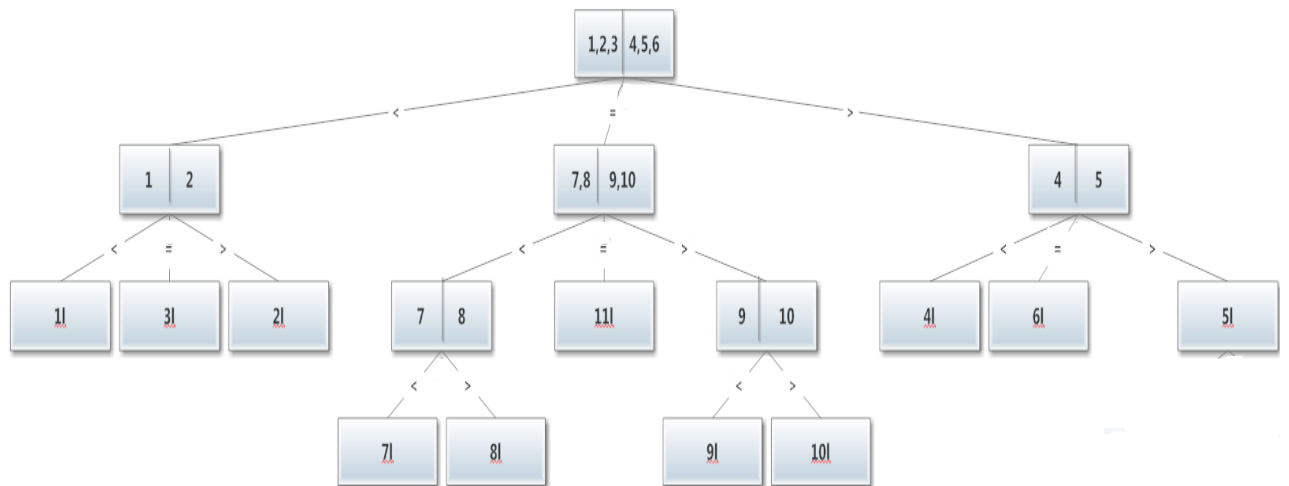 1,2,3 4,5,6
< = >
1 2
7,8 9,10
4 5
< = >
< = >
< = >
1l
3l
2l
7 8
11l
9 10
4l
6l
5l
< >
< >
7l
8l
9l
10l